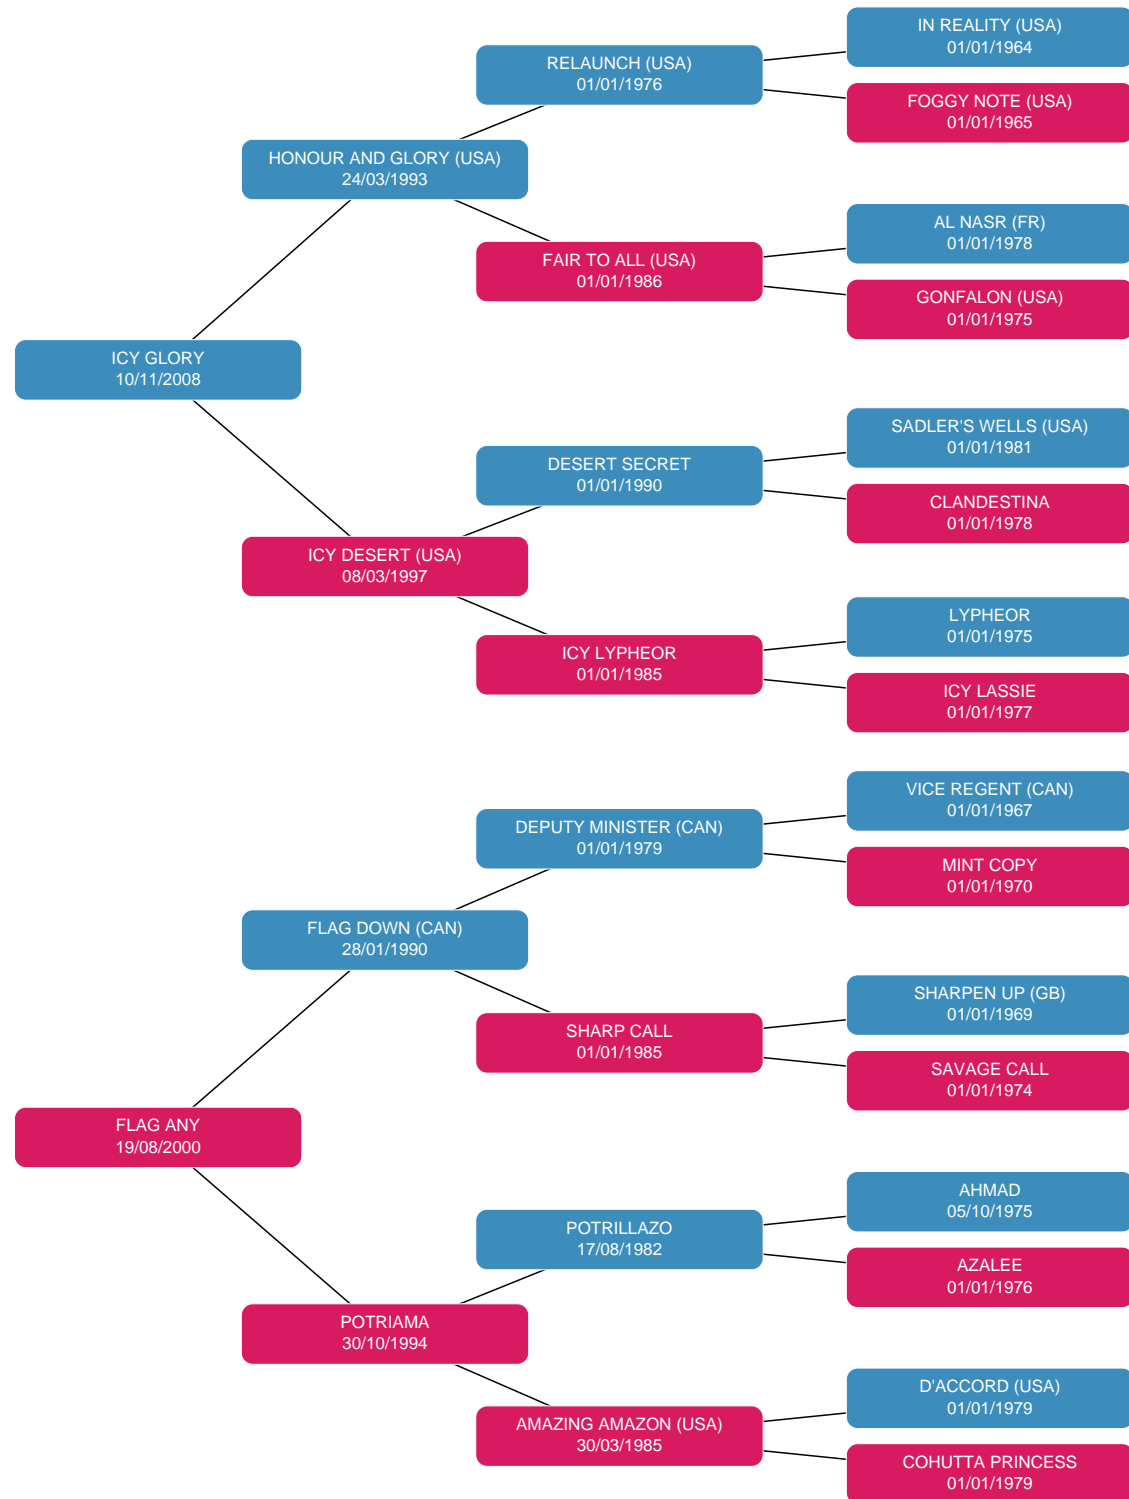 IN REALITY (USA)
01/01/1964
RELAUNCH (USA)
01/01/1976
FOGGY NOTE (USA)
01/01/1965
HONOUR AND GLORY (USA)
24/03/1993
AL NASR (FR)
01/01/1978
FAIR TO ALL (USA)
01/01/1986
GONFALON (USA)
01/01/1975
ICY GLORY
10/11/2008
SADLER'S WELLS (USA)
01/01/1981
DESERT SECRET
01/01/1990
CLANDESTINA
01/01/1978
ICY DESERT (USA)
08/03/1997
LYPHEOR
01/01/1975
ICY LYPHEOR
01/01/1985
ICY LASSIE
01/01/1977
VICE REGENT (CAN)
01/01/1967
DEPUTY MINISTER (CAN)
01/01/1979
MINT COPY
01/01/1970
FLAG DOWN (CAN)
28/01/1990
SHARPEN UP (GB)
01/01/1969
SHARP CALL
01/01/1985
SAVAGE CALL
01/01/1974
FLAG ANY
19/08/2000
AHMAD
05/10/1975
POTRILLAZO
17/08/1982
AZALEE
01/01/1976
POTRIAMA
30/10/1994
D'ACCORD (USA)
01/01/1979
AMAZING AMAZON (USA)
30/03/1985
COHUTTA PRINCESS
01/01/1979